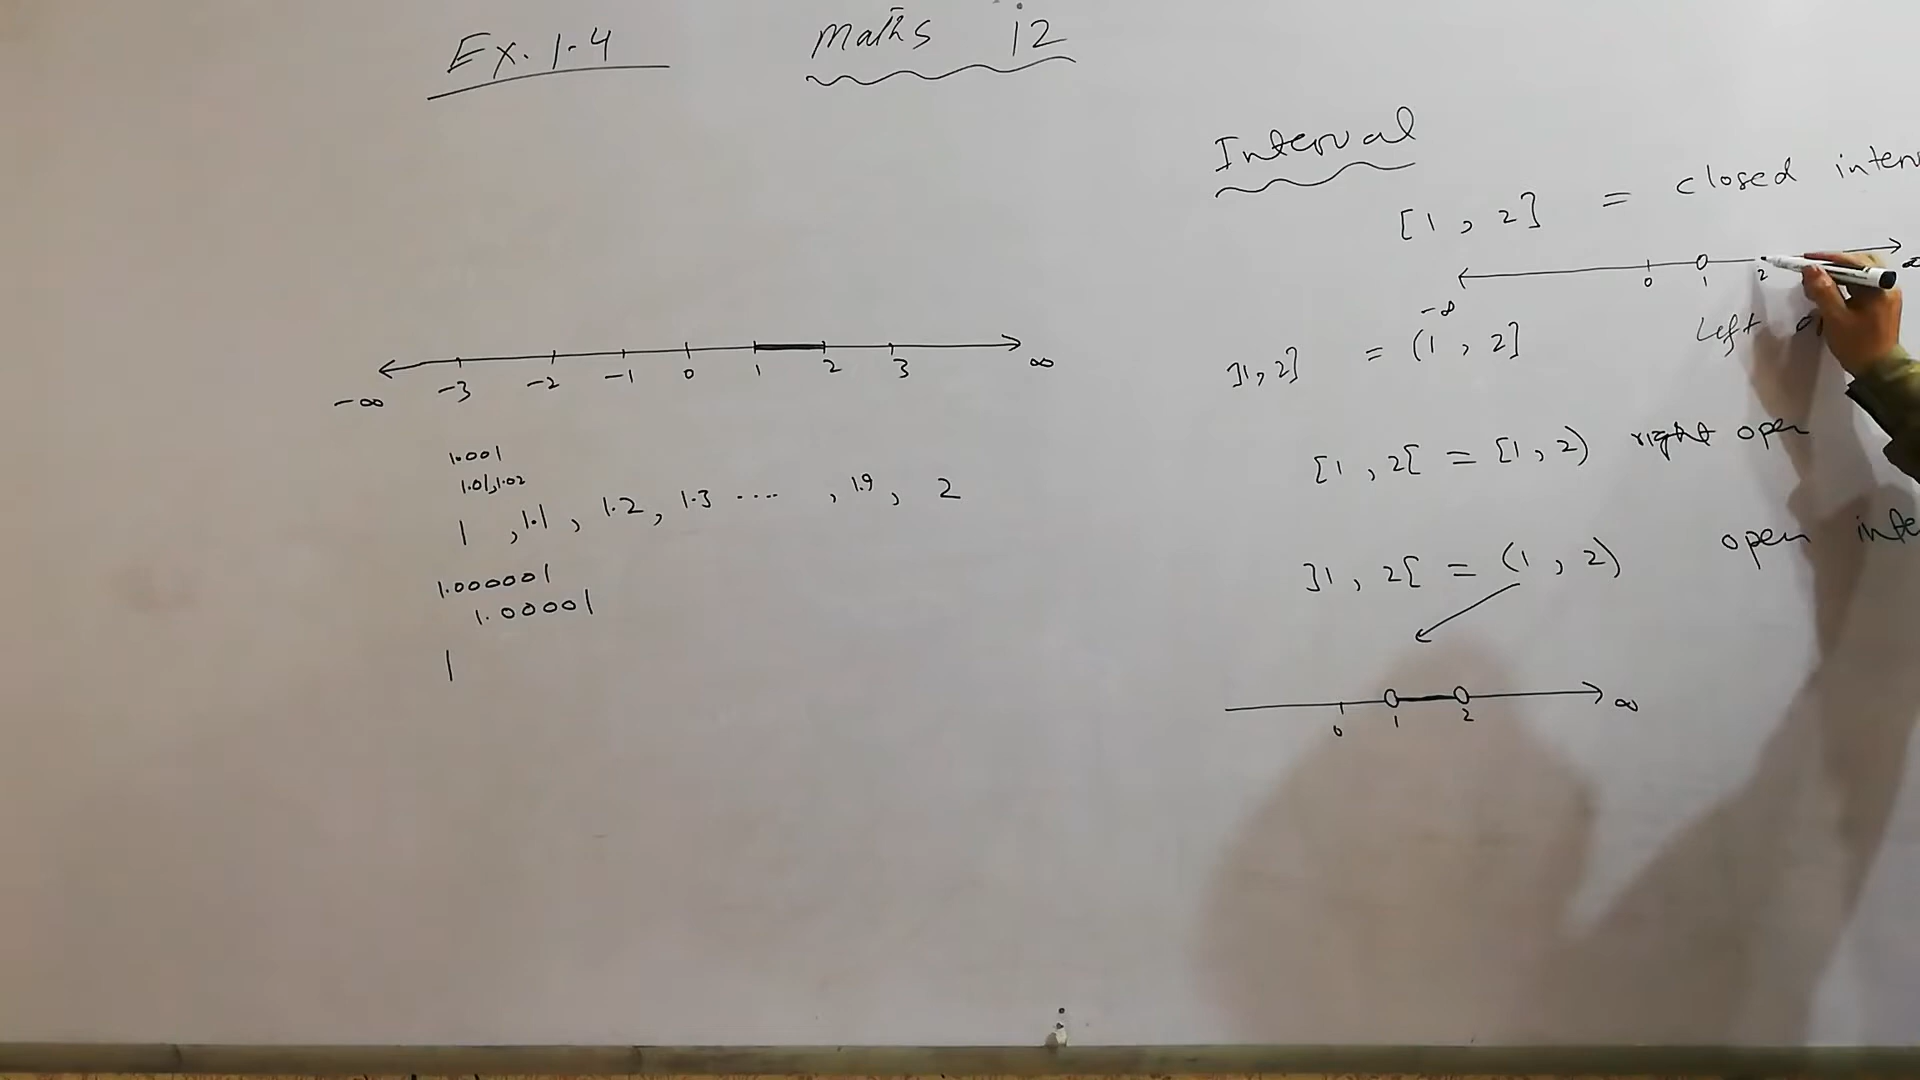 Ex. 1.4
Maths 12
-∞ -3 -2 -1 0 1 2 3 ∞
1.001
1.01, 1.02
1, 1.1, 1.2, 1.3 ...., 1.9, 2
1.000001
1.00001
1
Interval
[1, 2] = closed
0 1 2
-∞
]1, 2] = (1, 2] Left
[1, 2[ = [1, 2) right open
]1, 2[ = (1, 2) open
0 1 2 ∞